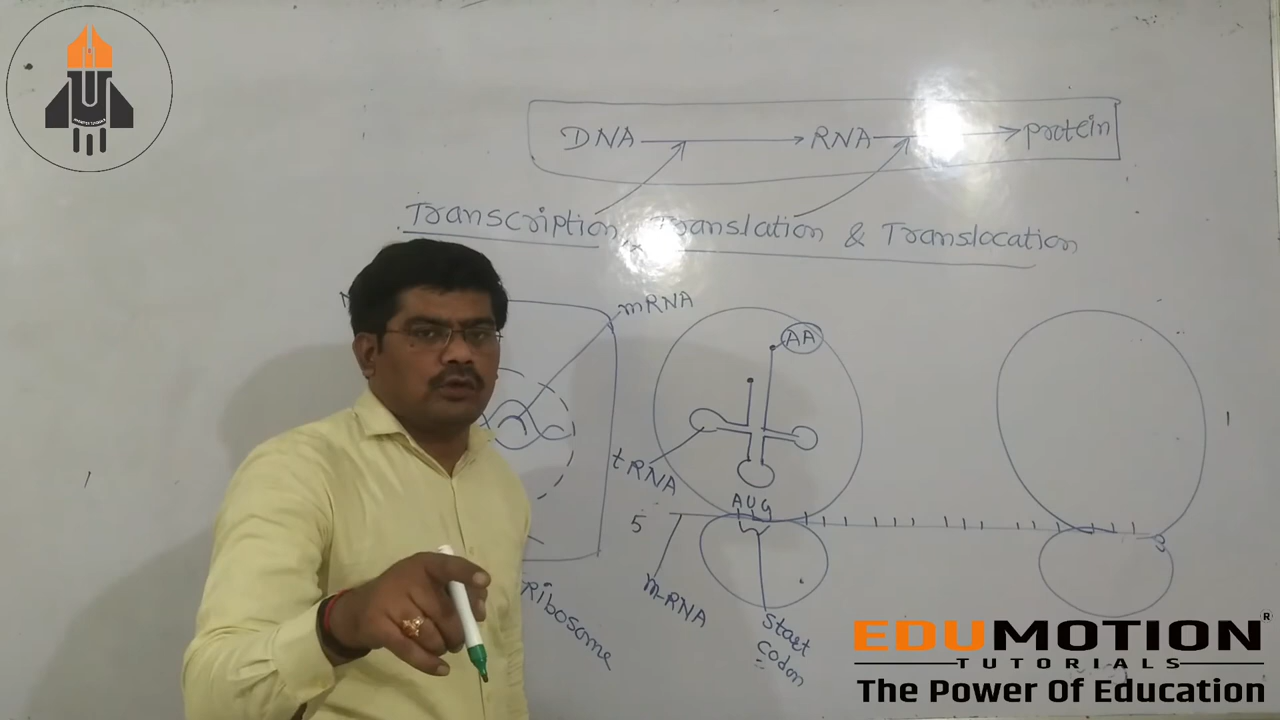 DNA → RNA → protein
Transcription, Translation & Translocation
mRNA
AA
tRNA
AUG
5
m-RNA
Ribosome
Start
codon
EDUMOTION®
TUTORIALS
The Power Of Education